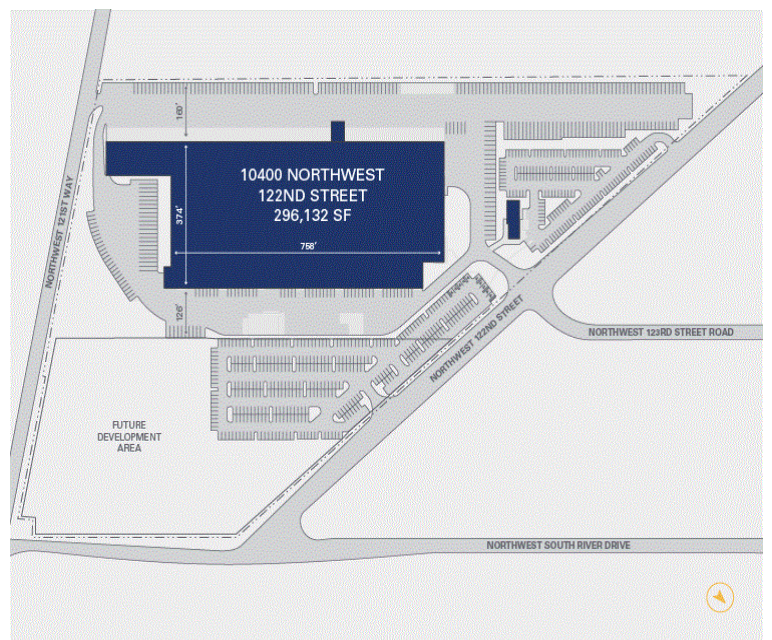 160'
10400 NORTHWEST
122ND STREET
296,132 SF
374'
758'
NORTHWEST 121ST WAY
126'
NORTHWEST 122ND STREET
NORTHWEST 123RD STREET ROAD
FUTURE
DEVELOPMENT
AREA
NORTHWEST SOUTH RIVER DRIVE